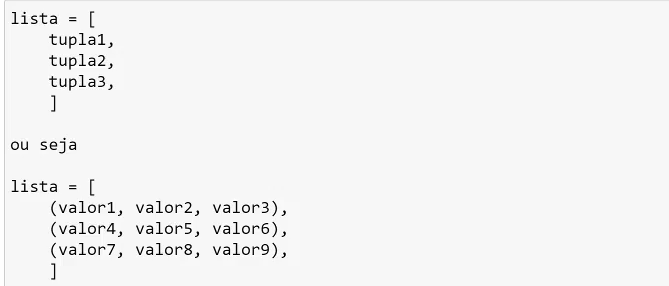 lista = [
    tupla1,
    tupla2,
    tupla3,
    ]
ou seja
lista = [
    (valor1, valor2, valor3),
    (valor4, valor5, valor6),
    (valor7, valor8, valor9),
    ]